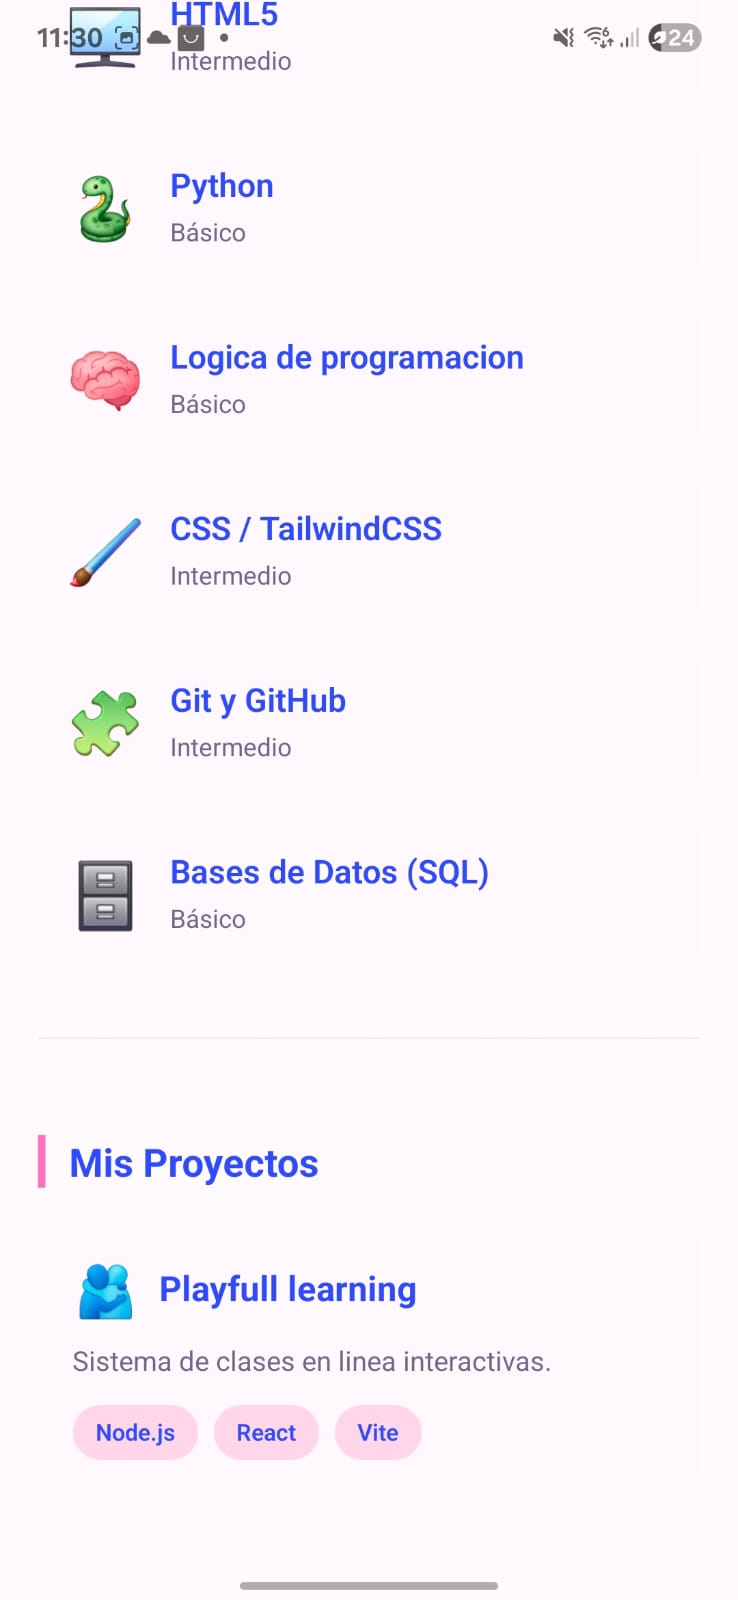 HTML5
11:30
24
Intermedio
Python
Básico
Logica de programacion
Básico
CSS / TailwindCSS
Intermedio
Git y GitHub
Intermedio
Bases de Datos (SQL)
Básico
Mis Proyectos
Playfull learning
Sistema de clases en linea interactivas.
Node.js React Vite